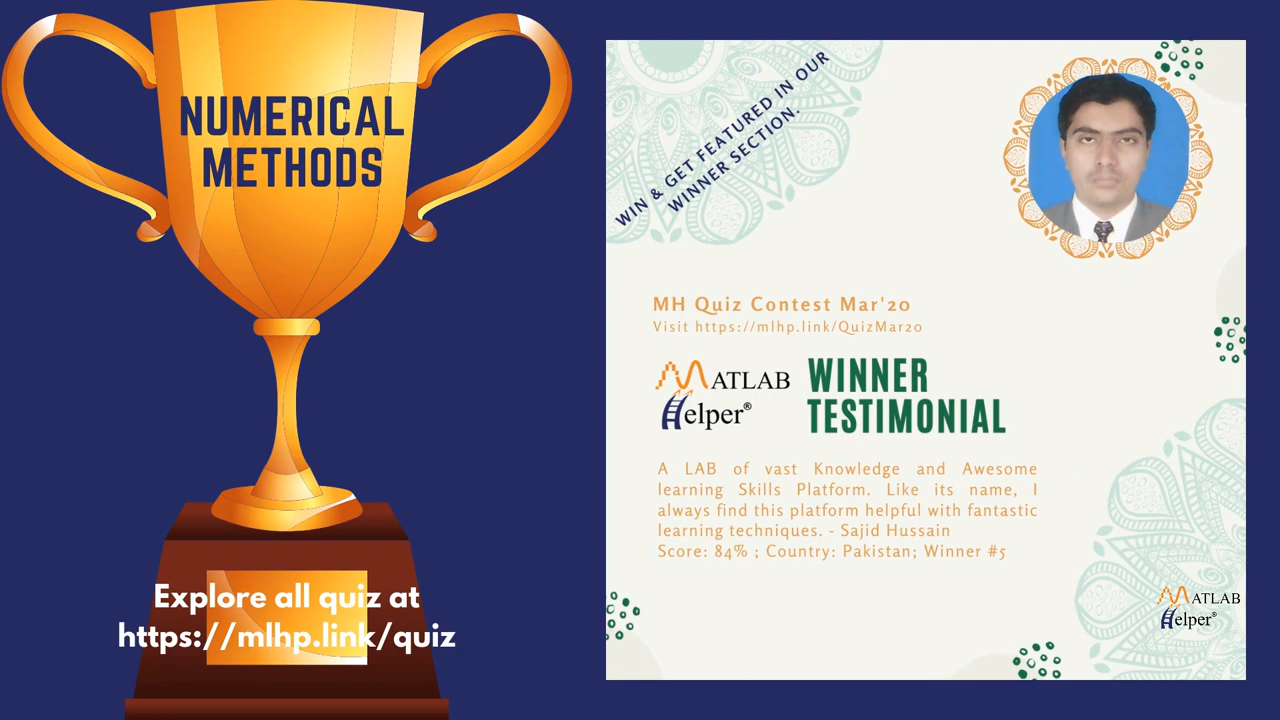 NUMERICAL
METHODS
Explore all quiz at
https://mlhp.link/quiz
WIN & GET FEATURED IN OUR
WINNER SECTION.
MH Quiz Contest Mar'20
Visit https://mlhp.link/QuizMar20
MATLAB
Helper®
WINNER
TESTIMONIAL
A LAB of vast Knowledge and Awesome
learning Skills Platform. Like its name, I
always find this platform helpful with fantastic
learning techniques. - Sajid Hussain
Score: 84% ; Country: Pakistan; Winner #5
MATLAB
Helper®